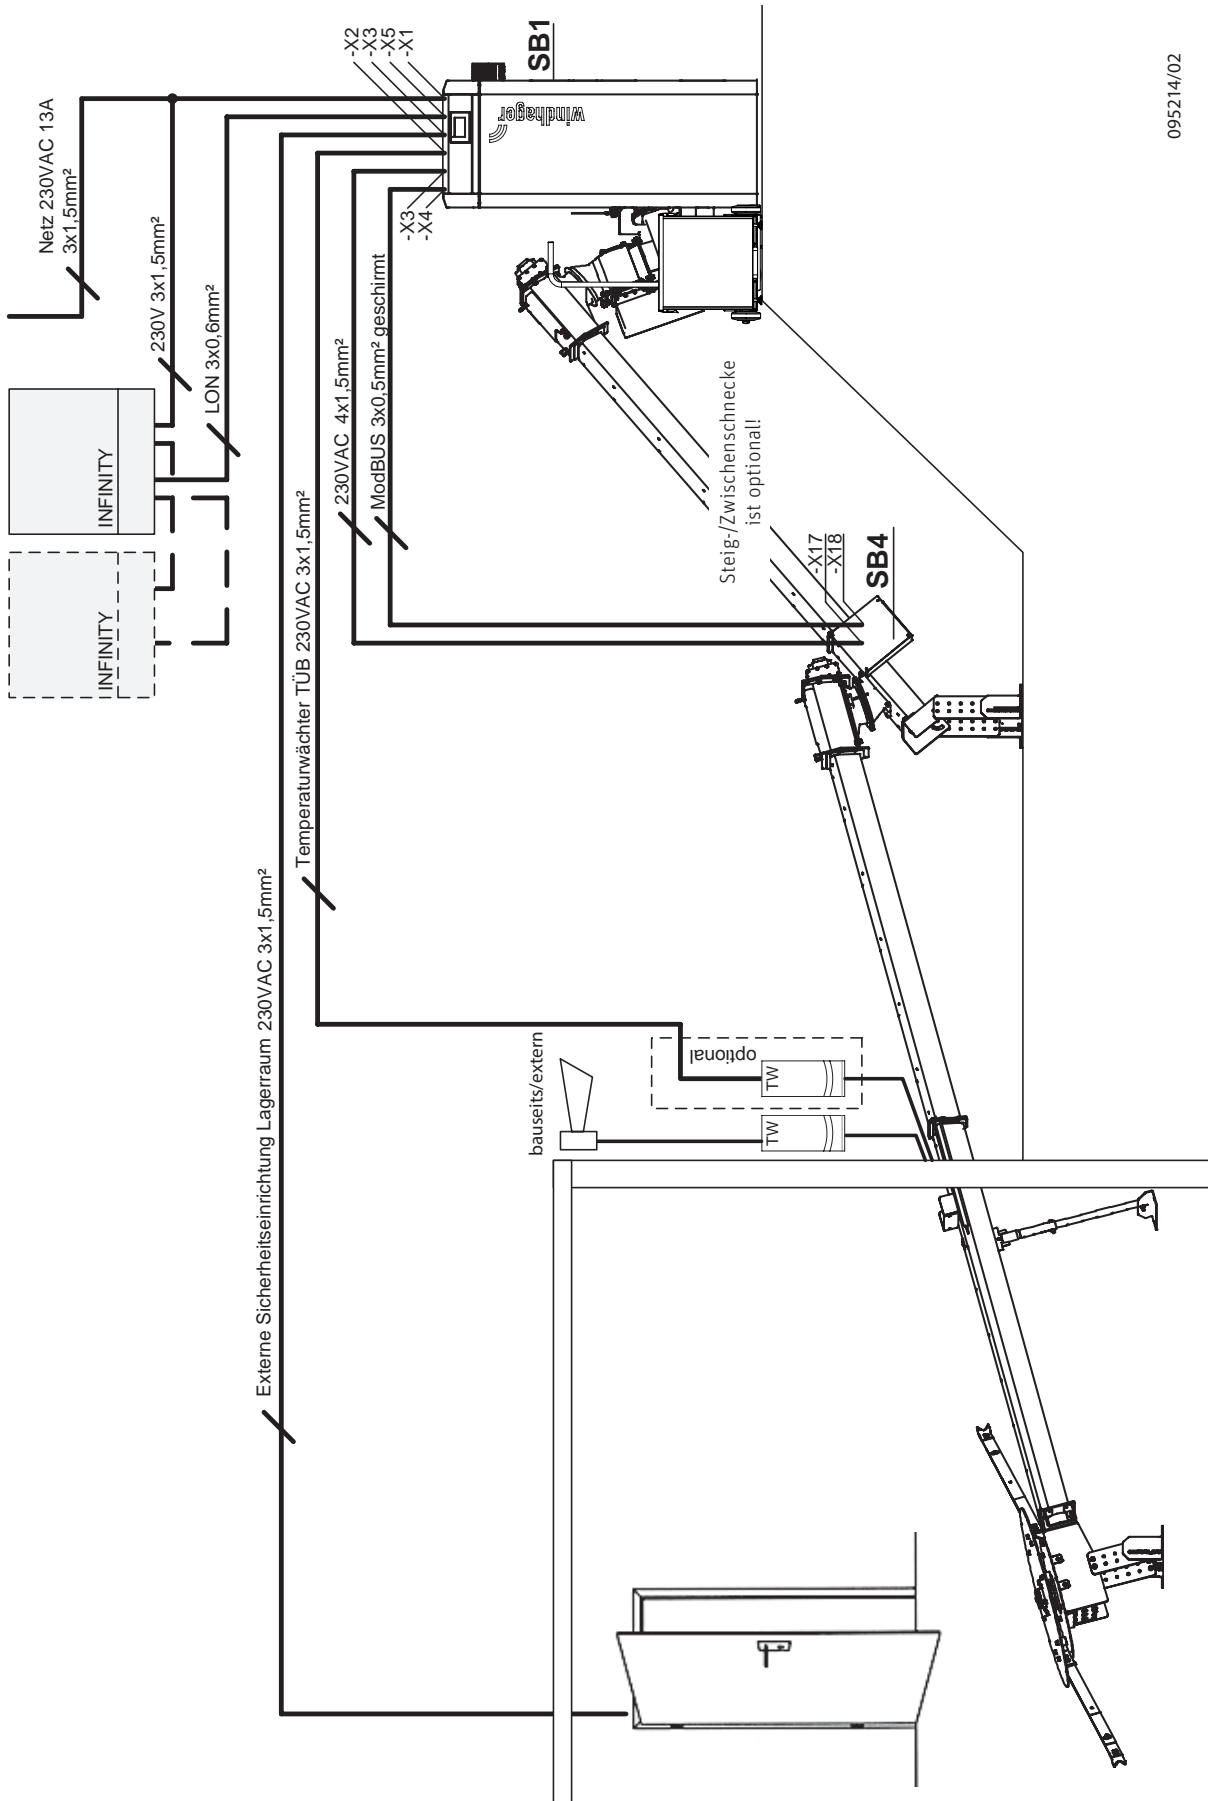 Netz 230VAC 13A
3x1,5mm²
230V 3x1,5mm²
LON 3x0,6mm²
INFINITY
INFINITY
Temperaturwächter TÜB 230VAC 3x1,5mm²
230VAC 4x1,5mm²
ModBUS 3x0,5mm² geschirmt
Externe Sicherheitseinrichtung Lagerraum 230VAC 3x1,5mm²
-X2
-X3
-X5
-X1
-X3
-X4
SB1
windhager
Steig-/Zwischenschnecke
ist optional!
-X17
-X18
SB4
bauseits/extern
optional
TW
TW
095214/02